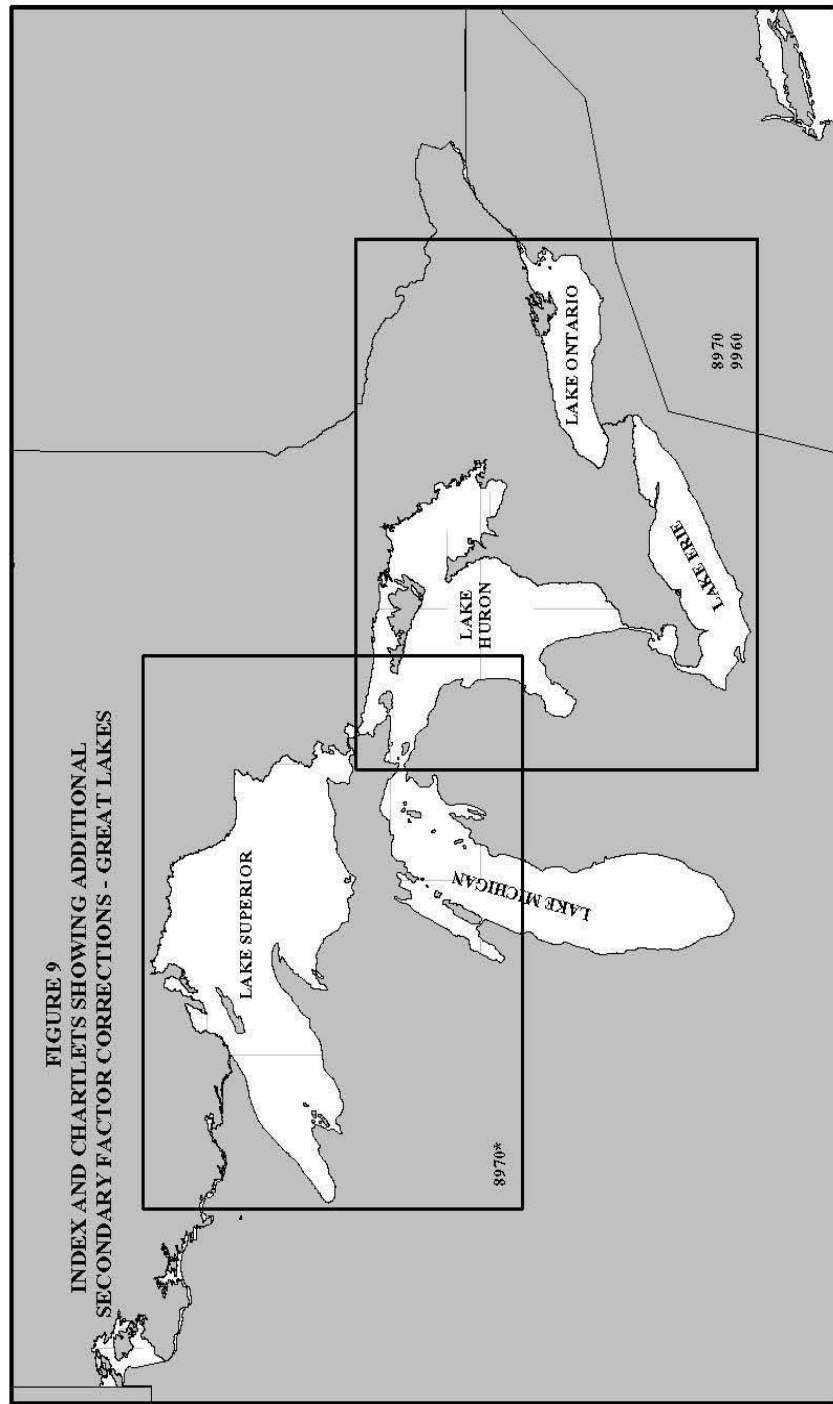 FIGURE 9
INDEX AND CHARTLETS SHOWING ADDITIONAL
SECONDARY FACTOR CORRECTIONS - GREAT LAKES
LAKE SUPERIOR
LAKE MICHIGAN
LAKE
HURON
LAKE ONTARIO
LAKE ERIE
8970*
8970
9960